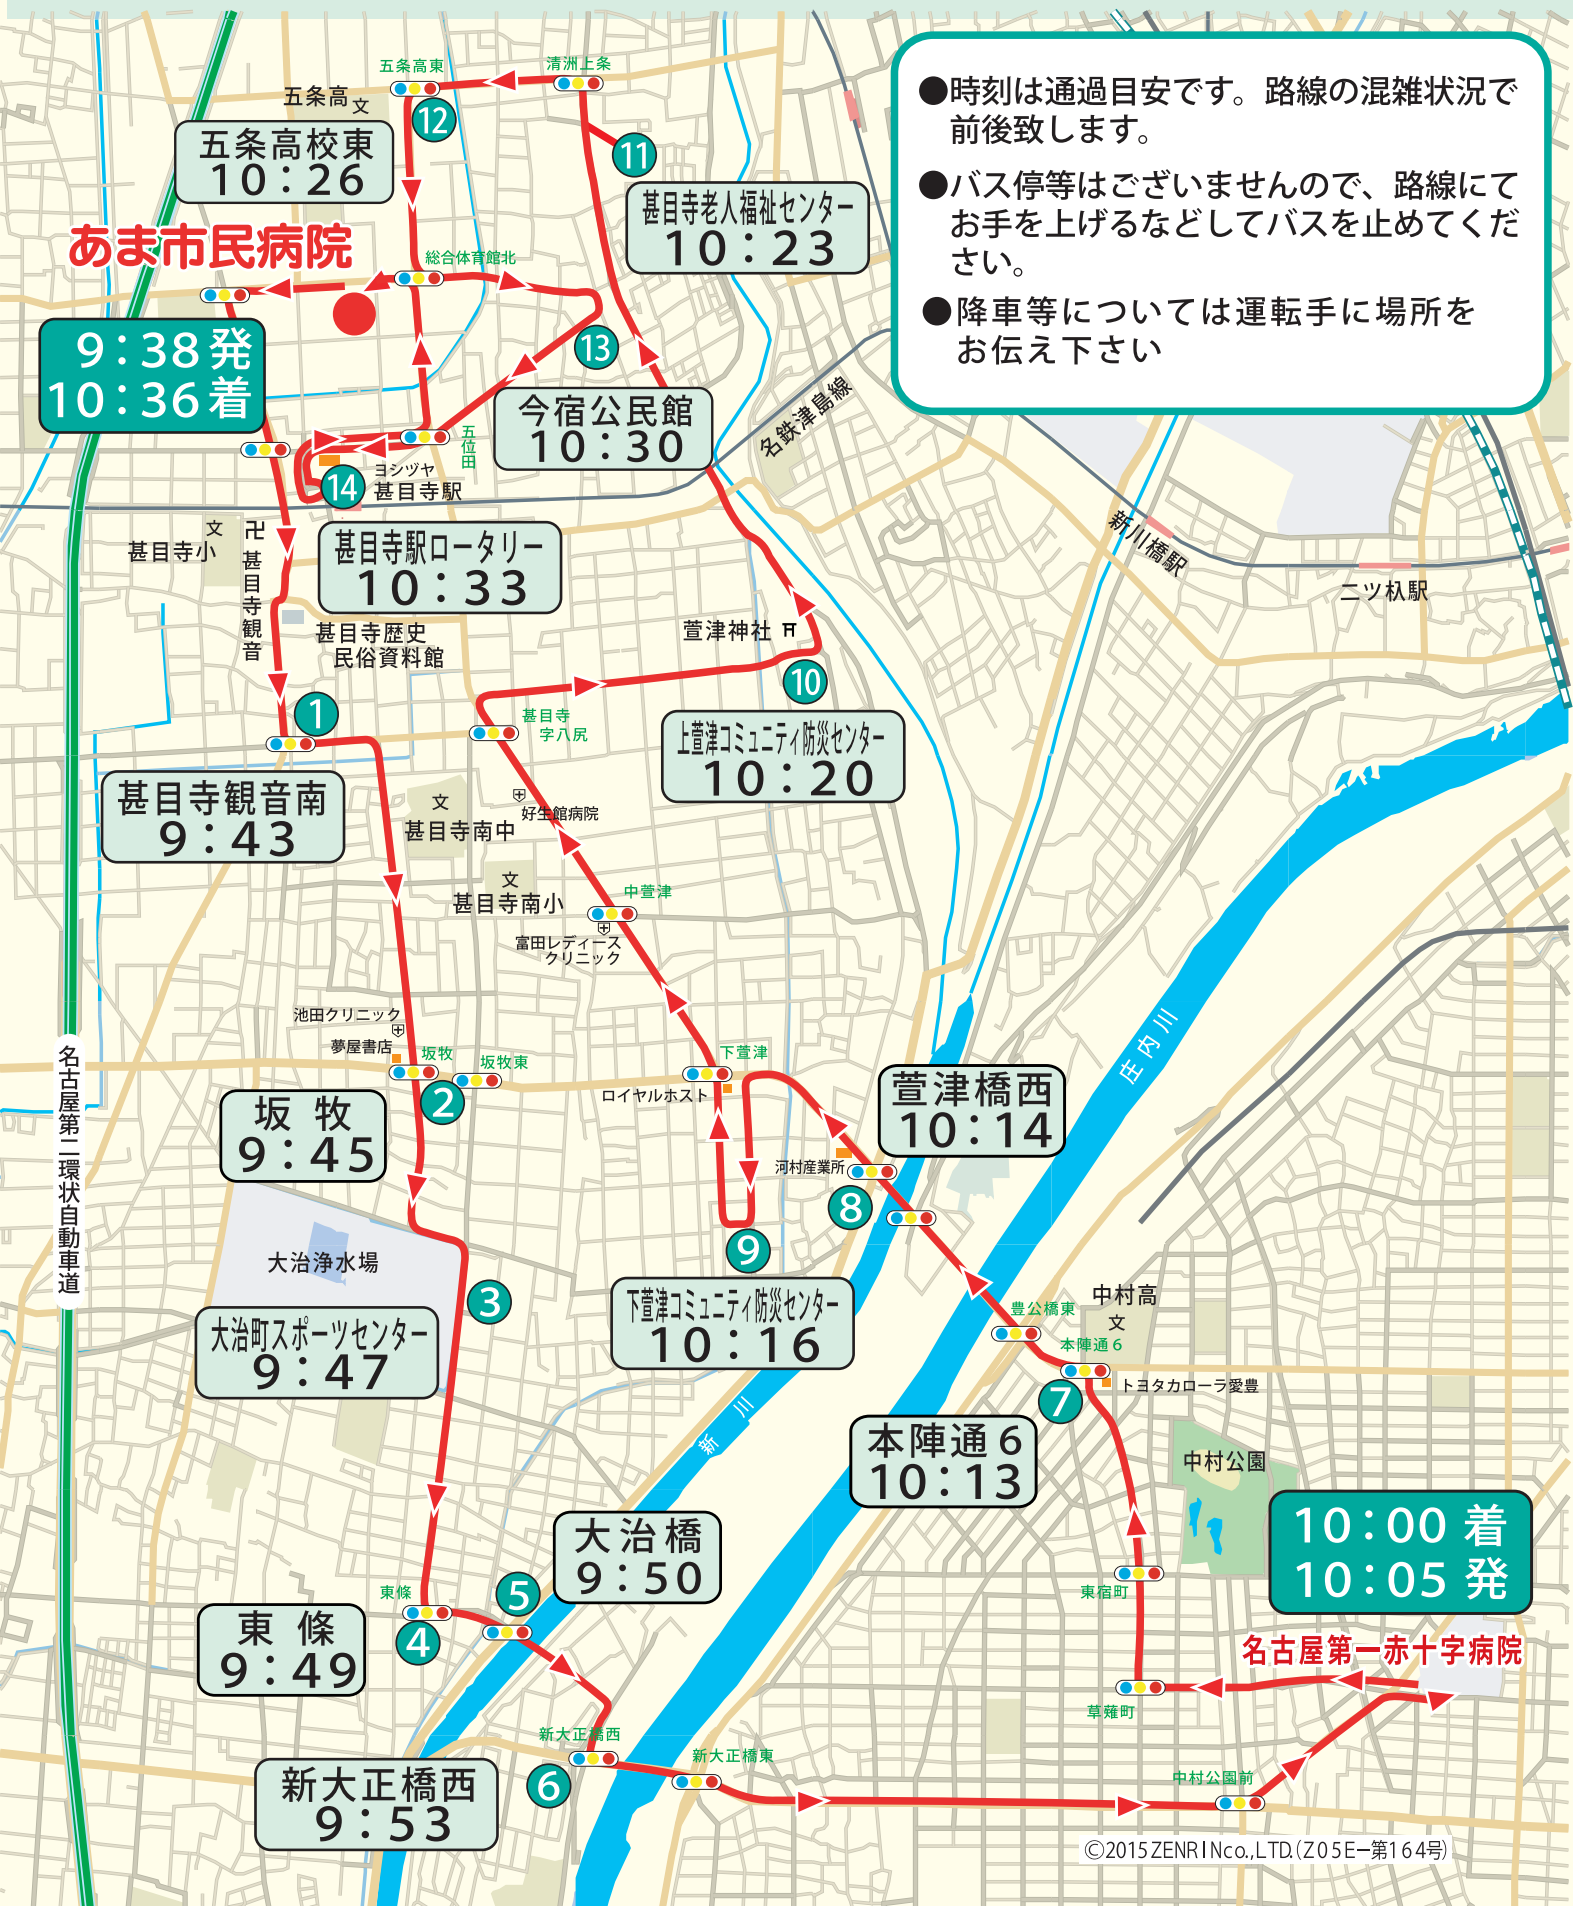 ●時刻は通過目安です。路線の混雑状況で
前後致します。
●バス停等はございませんので、路線にて
お手を上げるなどしてバスを止めてくだ
さい。
●降車等については運転手に場所を
お伝え下さい
五条高東
清洲上条
五条高
文
12
11
五条高校東
10：26
甚目寺老人福祉センター
10：23
あま市民病院
総合体育館北
9：38発
10：36着
13
今宿公民館
10：30
名鉄津島線
五位田
ヨシヅヤ
甚目寺駅
14
文
甚目寺小
卍
甚目寺観音
甚目寺駅ロータリー
10：33
新川橋駅
二ツ杁駅
甚目寺歴史
民俗資料館
萱津神社
10
1
甚目寺
字八尻
上萱津コミュニティ防災センター
10：20
甚目寺観音南
9：43
文
甚目寺南中
好生館病院
文
甚目寺南小
中萱津
富田レディース
クリニック
池田クリニック
夢屋書店
坂牧
坂牧東
下萱津
ロイヤルホスト
名古屋第二環状自動車道
2
坂牧
9：45
萱津橋西
10：14
庄内川
河村産業所
8
9
大治浄水場
3
下萱津コミュニティ防災センター
10：16
大治町スポーツセンター
9：47
中村高
文
豊公橋東
本陣通6
7
トヨタカローラ愛豊
新川
本陣通6
10：13
中村公園
10：00着
10：05発
大治橋
9：50
東條
5
4
東條
9：49
東宿町
名古屋第一赤十字病院
草薙町
新大正橋西
新大正橋東
6
中村公園前
新大正橋西
9：53
©2015ZENRINco.,LTD.(Z05E−第164号)